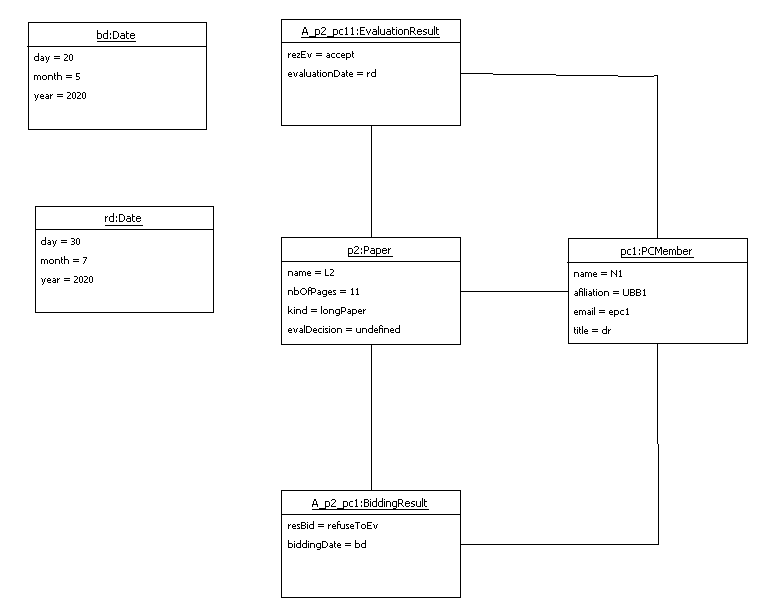 bd:Date
day = 20
month = 5
year = 2020
A_p2_pc11:EvaluationResult
rezEv = accept
evaluationDate = rd
rd:Date
day = 30
month = 7
year = 2020
p2:Paper
name = L2
nbOfPages = 11
kind = longPaper
evalDecision = undefined
pc1:PCMember
name = N1
afiliation = UBB1
email = epc1
title = dr
A_p2_pc1:BiddingResult
resBid = refuseToEv
biddingDate = bd